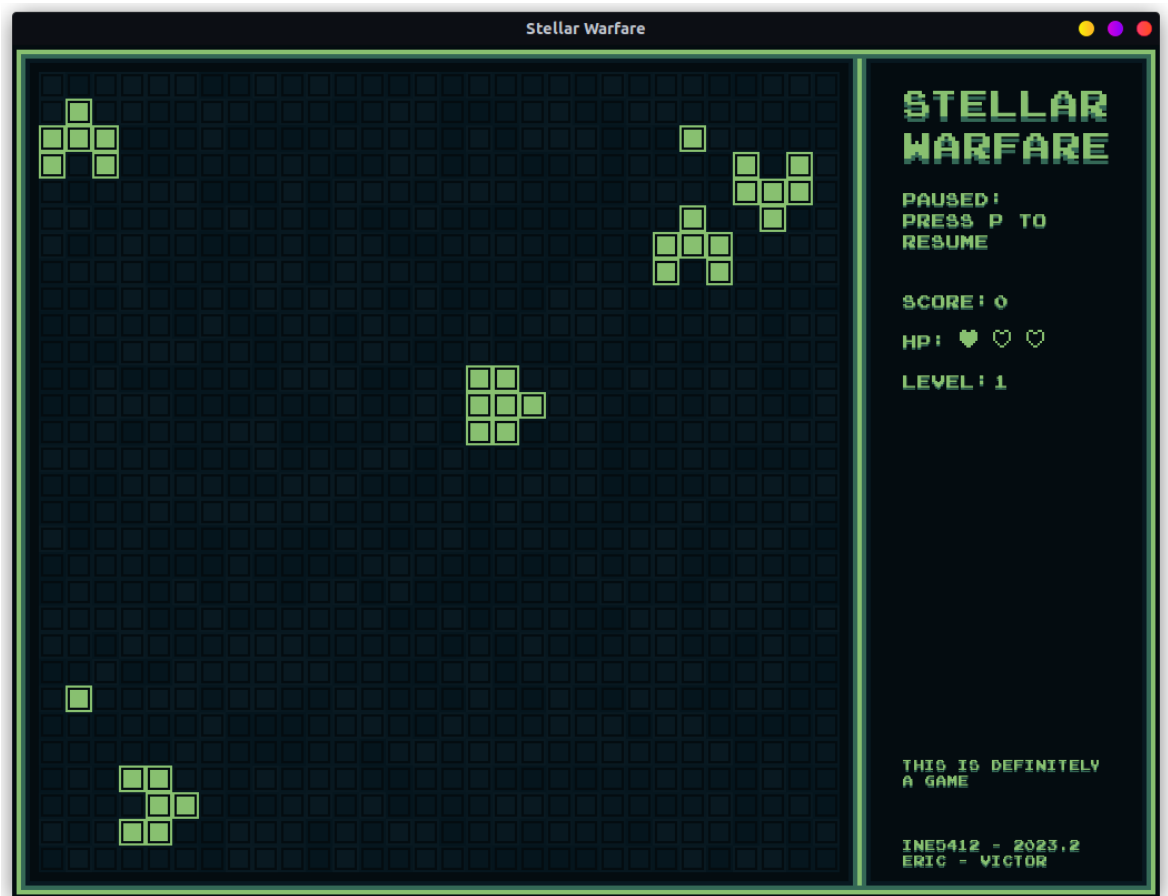 Stellar Warfare
STELLAR
WARFARE
PAUSED:
PRESS P TO
RESUME
SCORE: 0
HP:
LEVEL: 1
THIS IS DEFINITELY
A GAME
INE5412 - 2023.2
ERIC - VICTOR